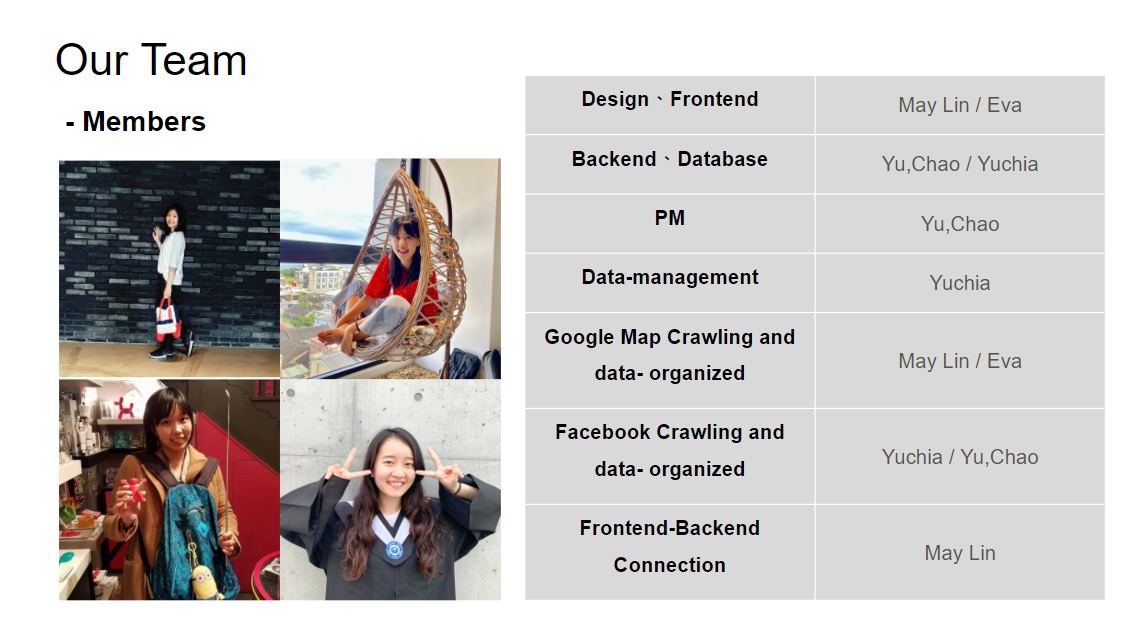 Our Team
- Members
Design、Frontend
May Lin / Eva
Backend、Database
Yu,Chao / Yuchia
PM
Yu,Chao
Data-management
Yuchia
Google Map Crawling and
data- organized
May Lin / Eva
Facebook Crawling and
data- organized
Yuchia / Yu,Chao
Frontend-Backend
Connection
May Lin